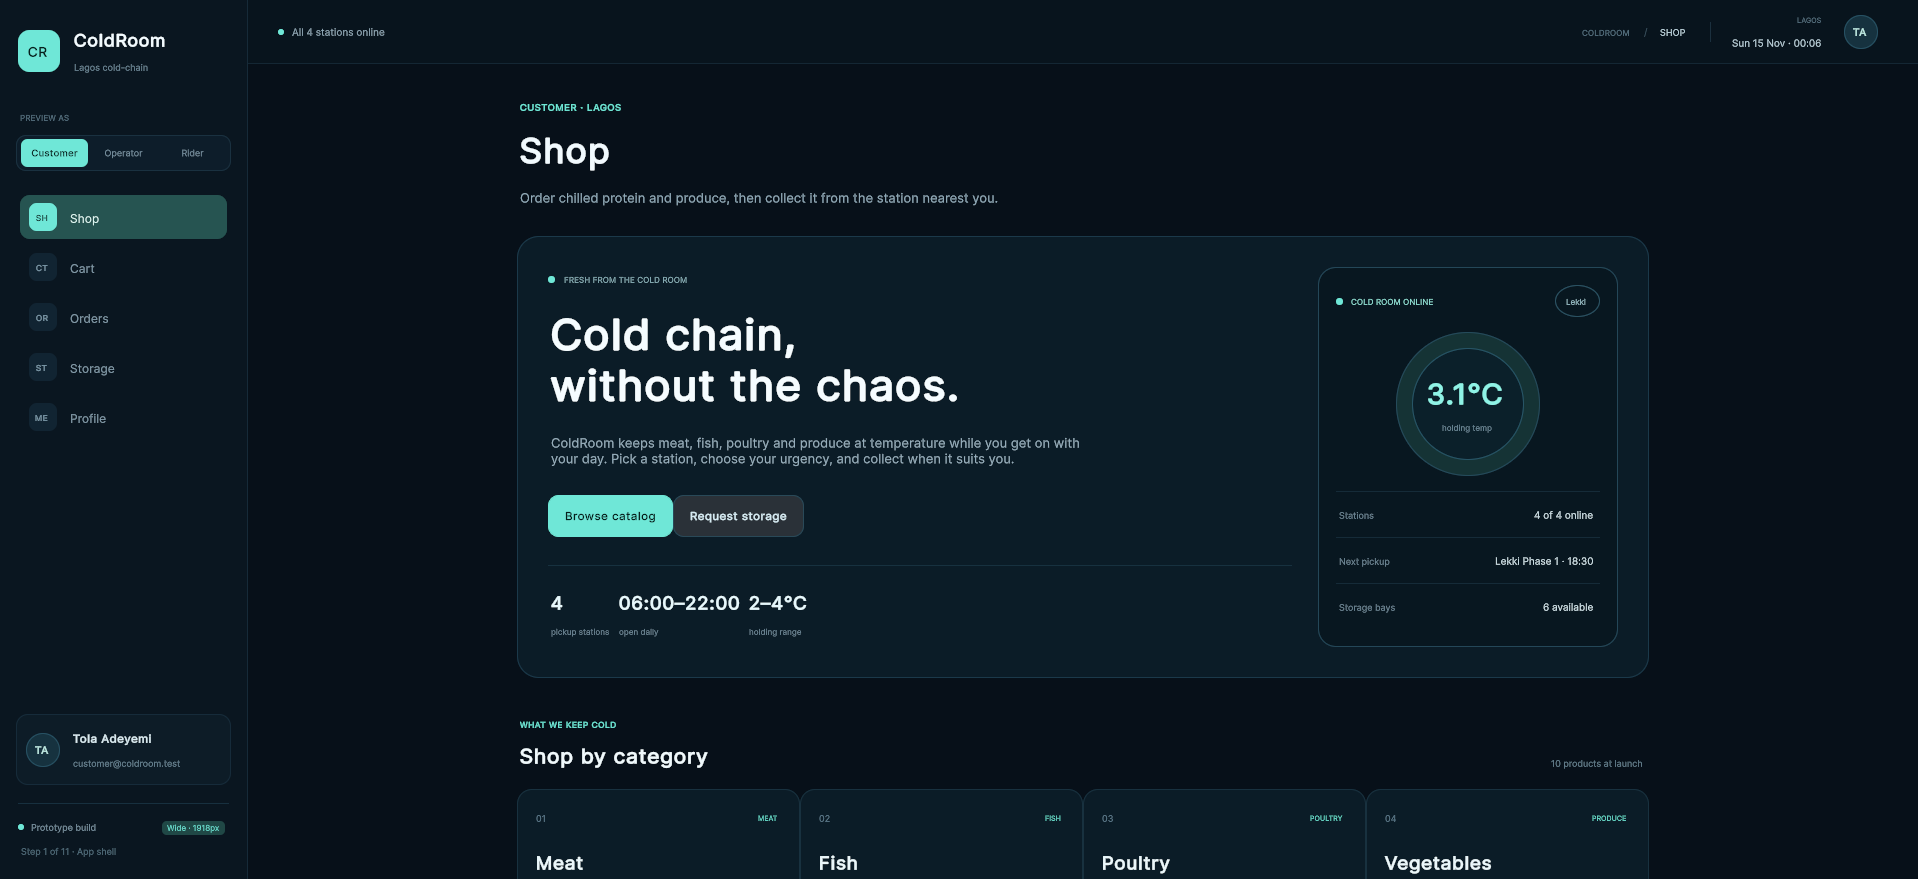 CR
ColdRoom
Lagos cold-chain
PREVIEW AS
Customer
Operator
Rider
SH
Shop
CT
Cart
OR
Orders
ST
Storage
ME
Profile
TA
Tola Adeyemi
customer@coldroom.test
Prototype build
Wide · 1918px
Step 1 of 11 · App shell
All 4 stations online
COLDROOM / SHOP
LAGOS
Sun 15 Nov · 00:06
TA
CUSTOMER · LAGOS
Shop
Order chilled protein and produce, then collect it from the station nearest you.
FRESH FROM THE COLD ROOM
Cold chain,
without the chaos.
ColdRoom keeps meat, fish, poultry and produce at temperature while you get on with
your day. Pick a station, choose your urgency, and collect when it suits you.
Browse catalog
Request storage
4
pickup stations
06:00–22:00
open daily
2–4°C
holding range
COLD ROOM ONLINE
Lekki
3.1°C
holding temp
Stations
4 of 4 online
Next pickup
Lekki Phase 1 · 18:30
Storage bays
6 available
WHAT WE KEEP COLD
Shop by category
10 products at launch
01
MEAT
Meat
02
FISH
Fish
03
POULTRY
Poultry
04
PRODUCE
Vegetables